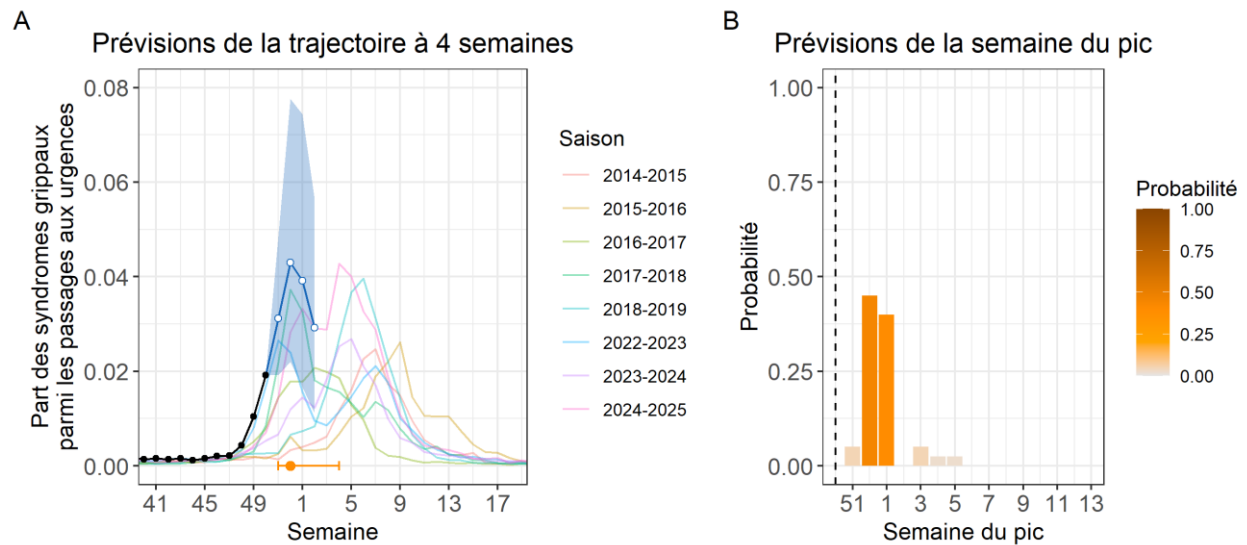 A
Prévisions de la trajectoire à 4 semaines
Part des syndromes grippaux
parmi les passages aux urgences
0.08
0.06
0.04
0.02
0.00
41 45 49 1 5 9 13 17
Semaine
Saison
2014-2015
2015-2016
2016-2017
2017-2018
2018-2019
2022-2023
2023-2024
2024-2025
B
Prévisions de la semaine du pic
Probabilité
1.00
0.75
0.50
0.25
0.00
51 1 3 5 7 9 11 13
Semaine du pic
Probabilité
1.00
0.75
0.50
0.25
0.00